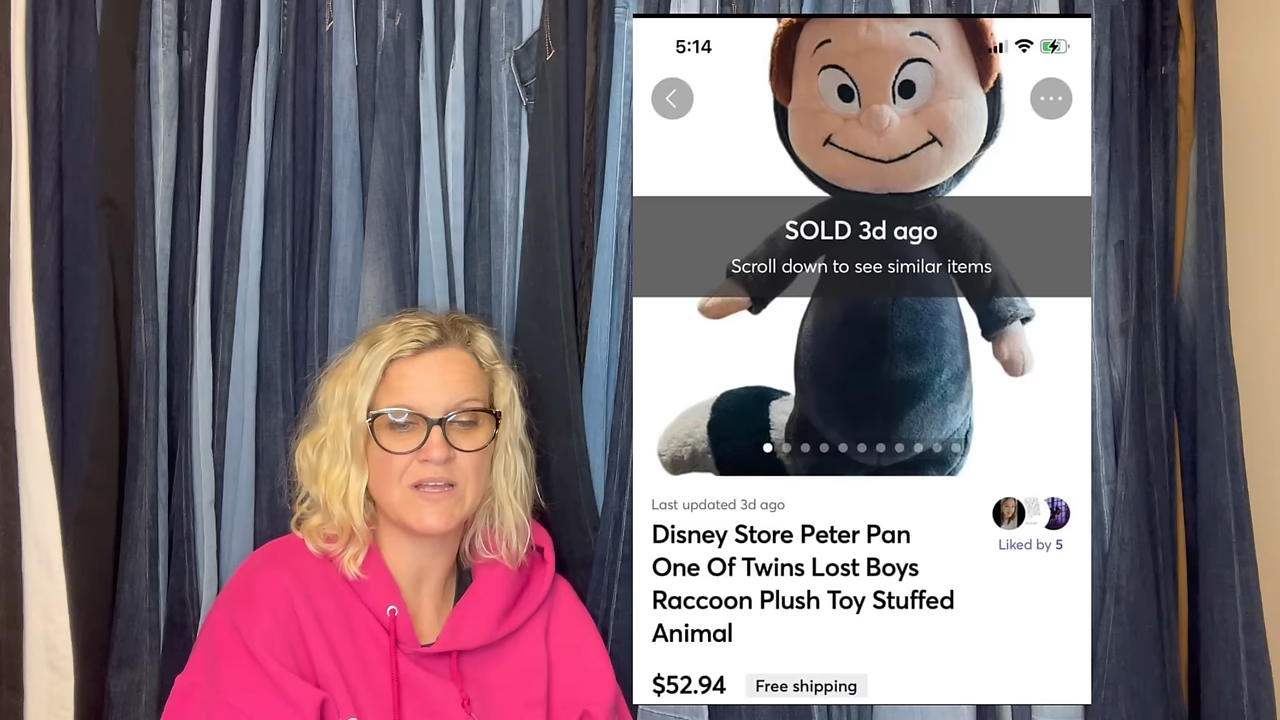 5:14
SOLD 3d ago
Scroll down to see similar items
Last updated 3d ago
Disney Store Peter Pan
One Of Twins Lost Boys
Raccoon Plush Toy Stuffed
Animal
Liked by 5
$52.94 Free shipping